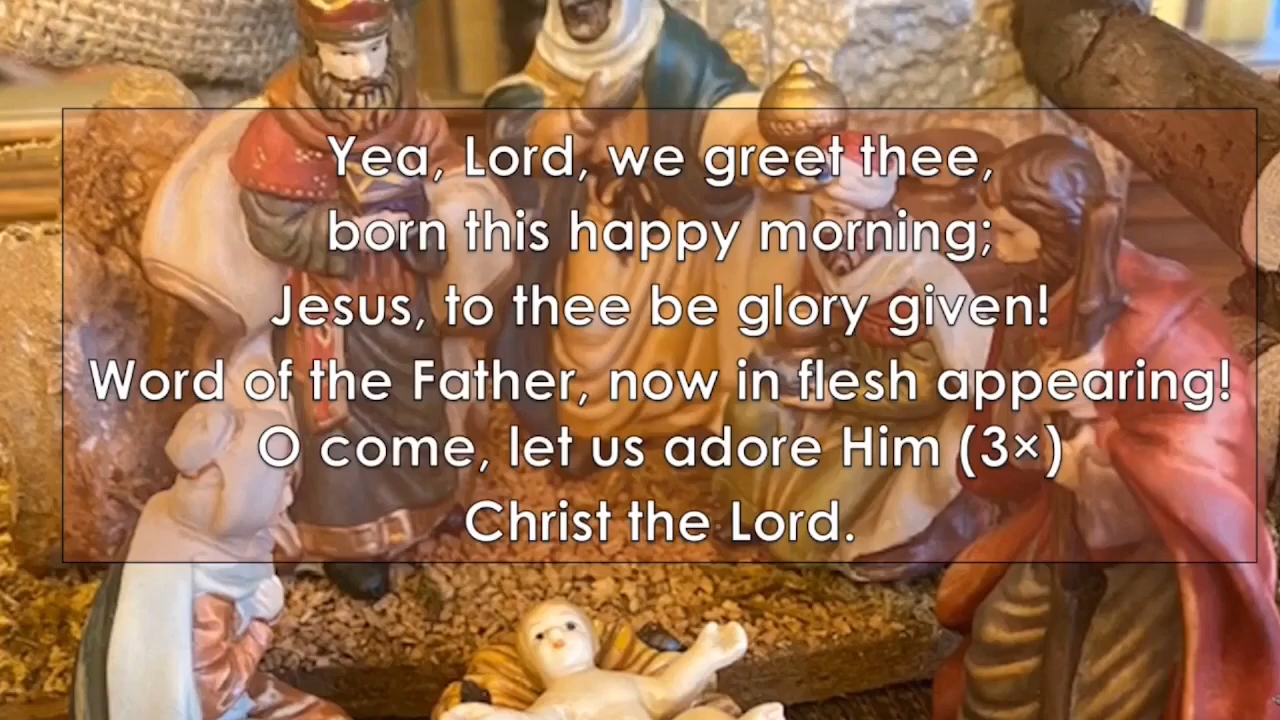 Yea, Lord, we greet thee,
born this happy morning;
Jesus, to thee be glory given!
Word of the Father, now in flesh appearing!
O come, let us adore Him (3×)
Christ the Lord.